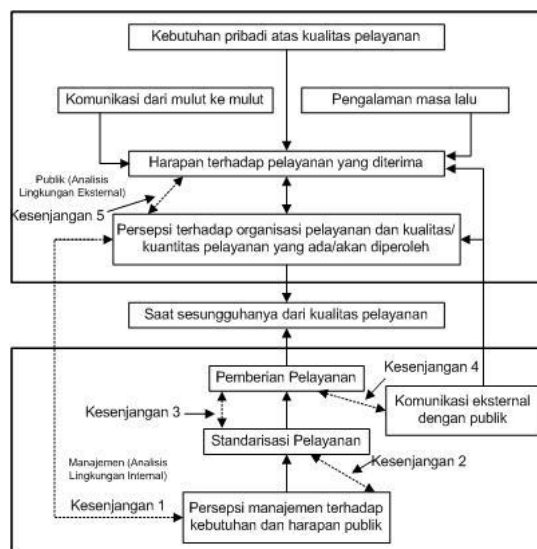 Kebutuhan pribadi atas kualitas pelayanan
Komunikasi dari mulut ke mulut
Pengalaman masa lalu
Harapan terhadap pelayanan yang diterima
Publik (Analisis
Lingkungan Eksternal)
Kesenjangan 5
Persepsi terhadap organisasi pelayanan dan kualitas/
kuantitas pelayanan yang ada/akan diperoleh
Saat sesungguhanya dari kualitas pelayanan
Pemberian Pelayanan
Kesenjangan 4
Komunikasi eksternal
dengan publik
Kesenjangan 3
Standarisasi Pelayanan
Kesenjangan 2
Manajemen (Analisis
Lingkungan Internal)
Kesenjangan 1
Persepsi manajemen terhadap
kebutuhan dan harapan publik